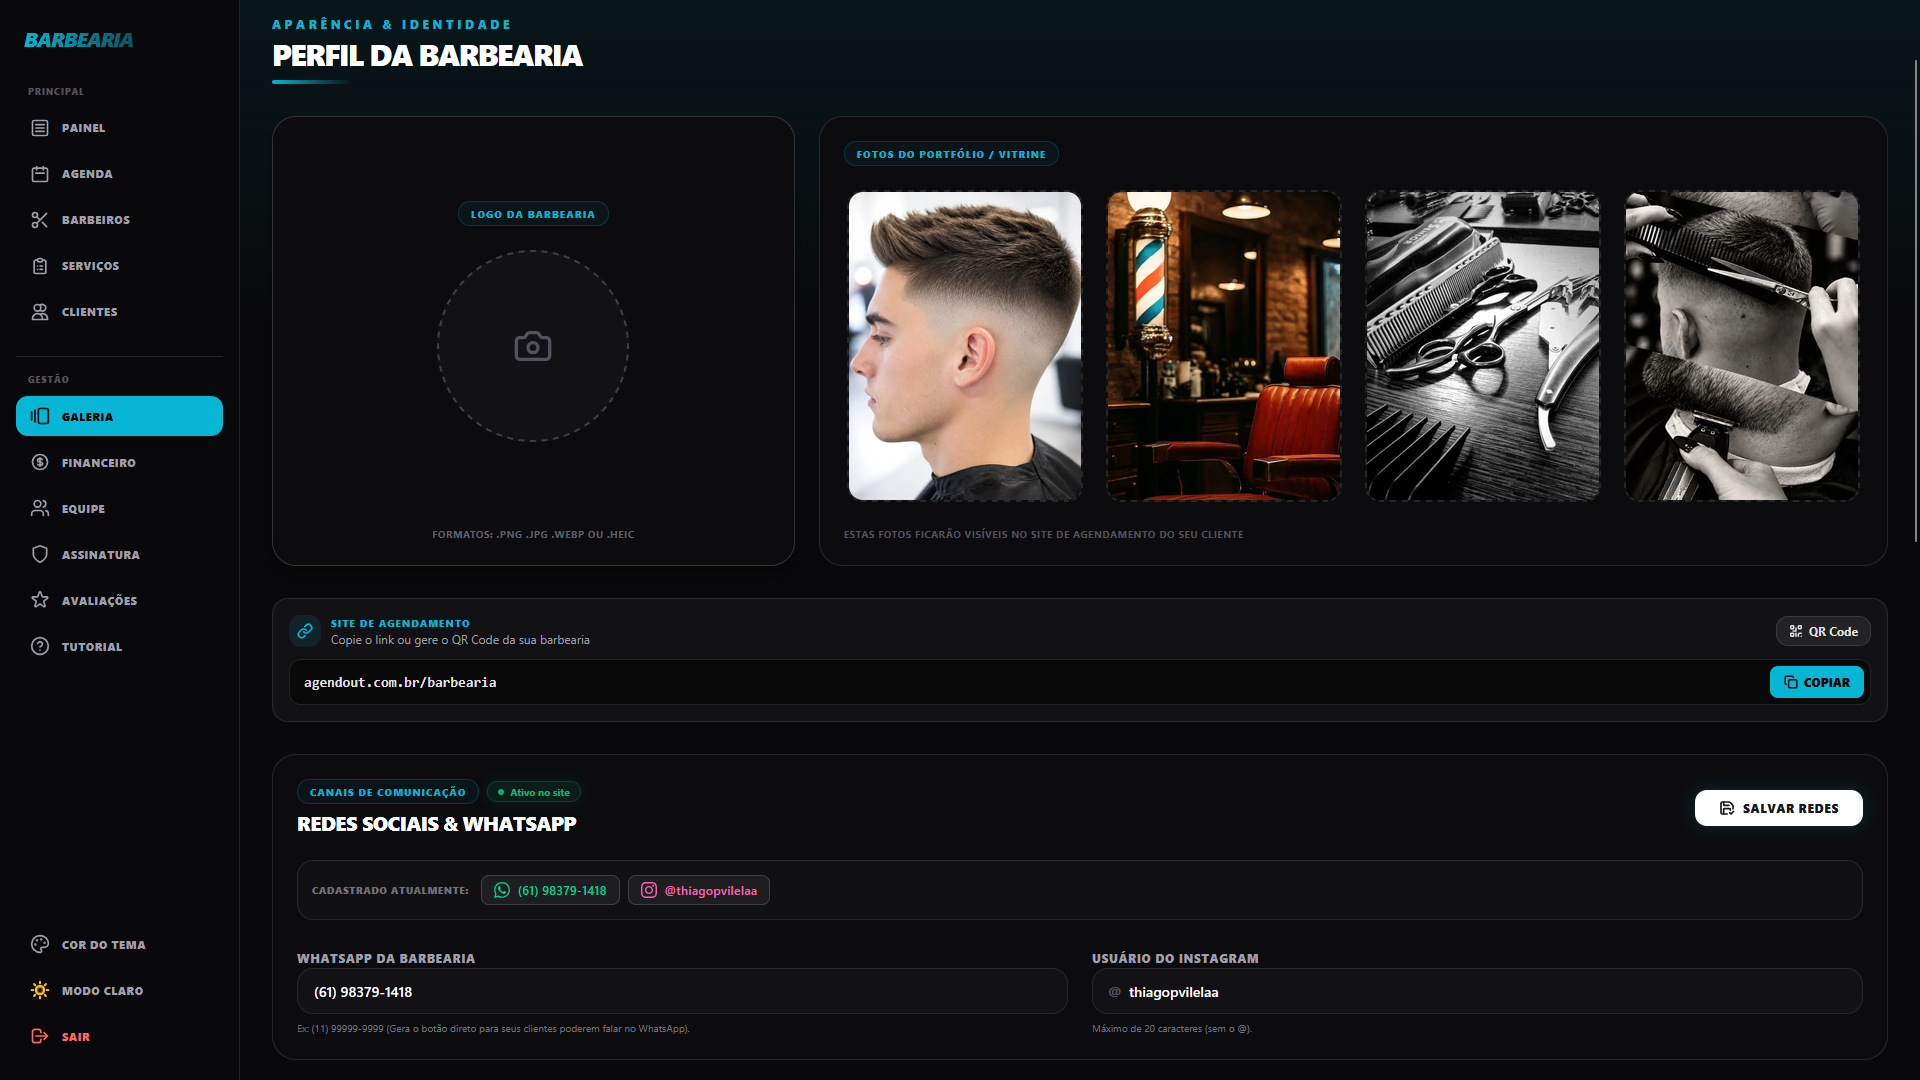 BARBEARIA
PRINCIPAL
PAINEL
AGENDA
BARBEIROS
SERVIÇOS
CLIENTES
GESTÃO
GALERIA
FINANCEIRO
EQUIPE
ASSINATURA
AVALIAÇÕES
TUTORIAL
COR DO TEMA
MODO CLARO
SAIR
APARÊNCIA & IDENTIDADE
PERFIL DA BARBEARIA
LOGO DA BARBEARIA
FORMATOS: .PNG .JPG .WEBP OU .HEIC
FOTOS DO PORTFÓLIO / VITRINE
ESTAS FOTOS FICARÃO VISÍVEIS NO SITE DE AGENDAMENTO DO SEU CLIENTE
SITE DE AGENDAMENTO
Copie o link ou gere o QR Code da sua barbearia
QR Code
agendout.com.br/barbearia
COPIAR
CANAIS DE COMUNICAÇÃO
Ativo no site
REDES SOCIAIS & WHATSAPP
SALVAR REDES
CADASTRADO ATUALMENTE:
(61) 98379-1418
@thiagopvilelaa
WHATSAPP DA BARBEARIA
(61) 98379-1418
Ex: (11) 99999-9999 (Gera o botão direto para seus clientes poderem falar no WhatsApp).
USUÁRIO DO INSTAGRAM
@ thiagopvilelaa
Máximo de 20 caracteres (sem o @).